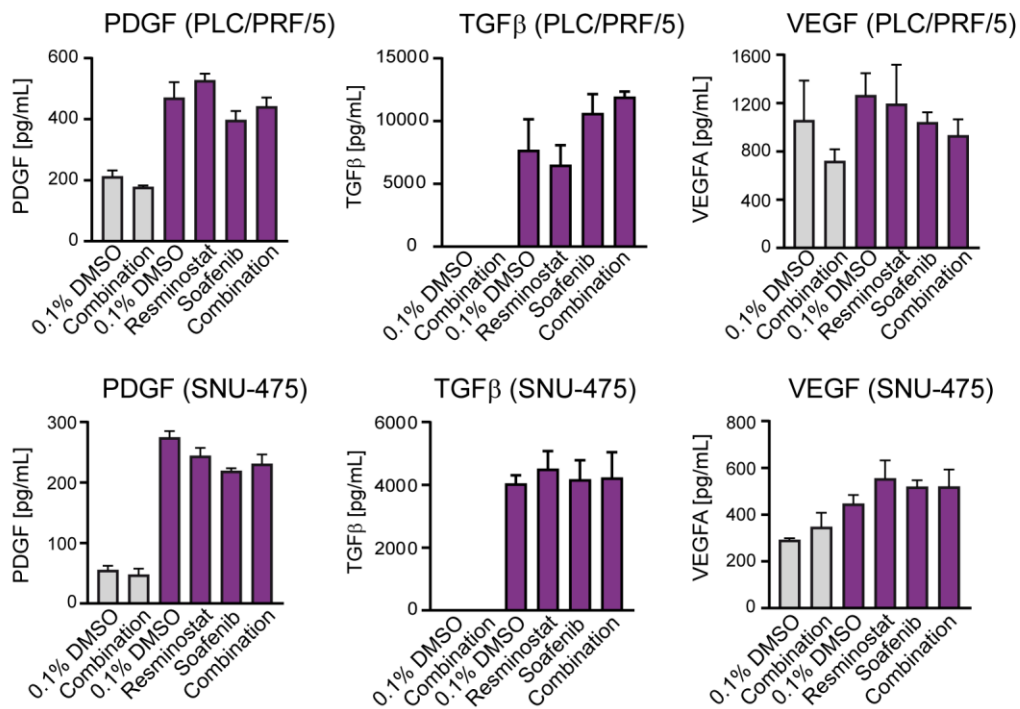 PDGF (PLC/PRF/5)
PDGF [pg/mL]
600
400
200
0
0.1% DMSO
Combination
0.1% DMSO
Resminostat
Soafenib
Combination
TGFβ (PLC/PRF/5)
TGFβ [pg/mL]
15000
10000
5000
0
0.1% DMSO
Combination
0.1% DMSO
Resminostat
Soafenib
Combination
VEGF (PLC/PRF/5)
VEGFA [pg/mL]
1600
1200
800
400
0
0.1% DMSO
Combination
0.1% DMSO
Resminostat
Soafenib
Combination
PDGF (SNU-475)
PDGF [pg/mL]
300
200
100
0
0.1% DMSO
Combination
0.1% DMSO
Resminostat
Soafenib
Combination
TGFβ (SNU-475)
TGFβ [pg/mL]
6000
4000
2000
0
0.1% DMSO
Combination
0.1% DMSO
Resminostat
Soafenib
Combination
VEGF (SNU-475)
VEGFA [pg/mL]
800
600
400
200
0
0.1% DMSO
Combination
0.1% DMSO
Resminostat
Soafenib
Combination